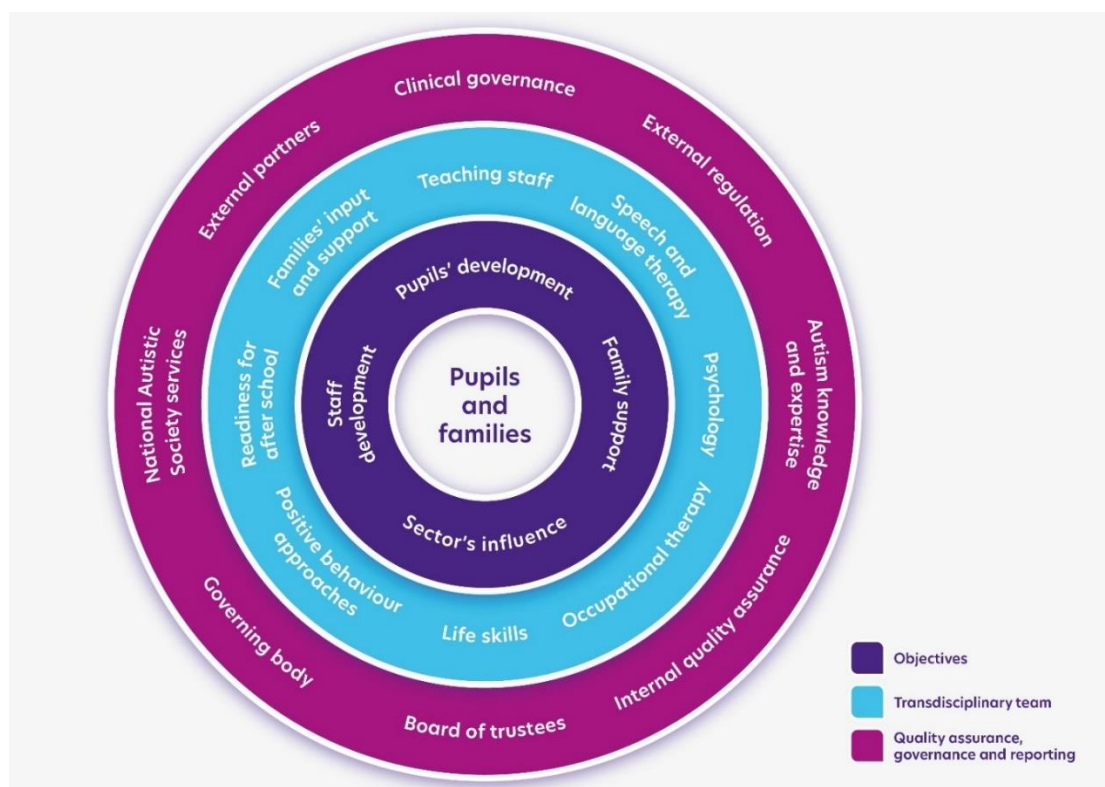 Clinical governance
External regulation
Autism knowledge
and expertise
Internal quality assurance
Board of trustees
Governing body
National Autistic
Society services
External partners
Teaching staff
Speech and
language therapy
Psychology
Occupational therapy
Life skills
Positive behaviour
approaches
Readiness for
after school
Families' input
and support
Pupils' development
Family support
Sector's influence
Staff
development
Pupils
and
families
Objectives
Transdisciplinary team
Quality assurance,
governance and reporting